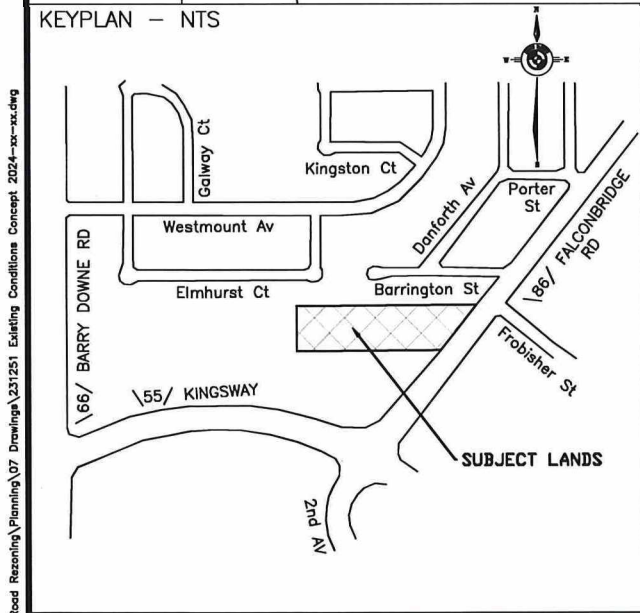 KEYPLAN – NTS
N
W
E
S
Galway Ct
Kingston Ct
Danforth Av
Porter
St
\86/ FALCONBRIDGE
RD
Westmount Av
Elmhurst Ct
Barrington St
\66/ BARRY DOWNE RD
Frobisher St
\55/ KINGSWAY
SUBJECT LANDS
2nd AV
Road Rezoning\Planning\07 Drawings\231251 Existing Conditions Concept 2024-xx-xx.dwg